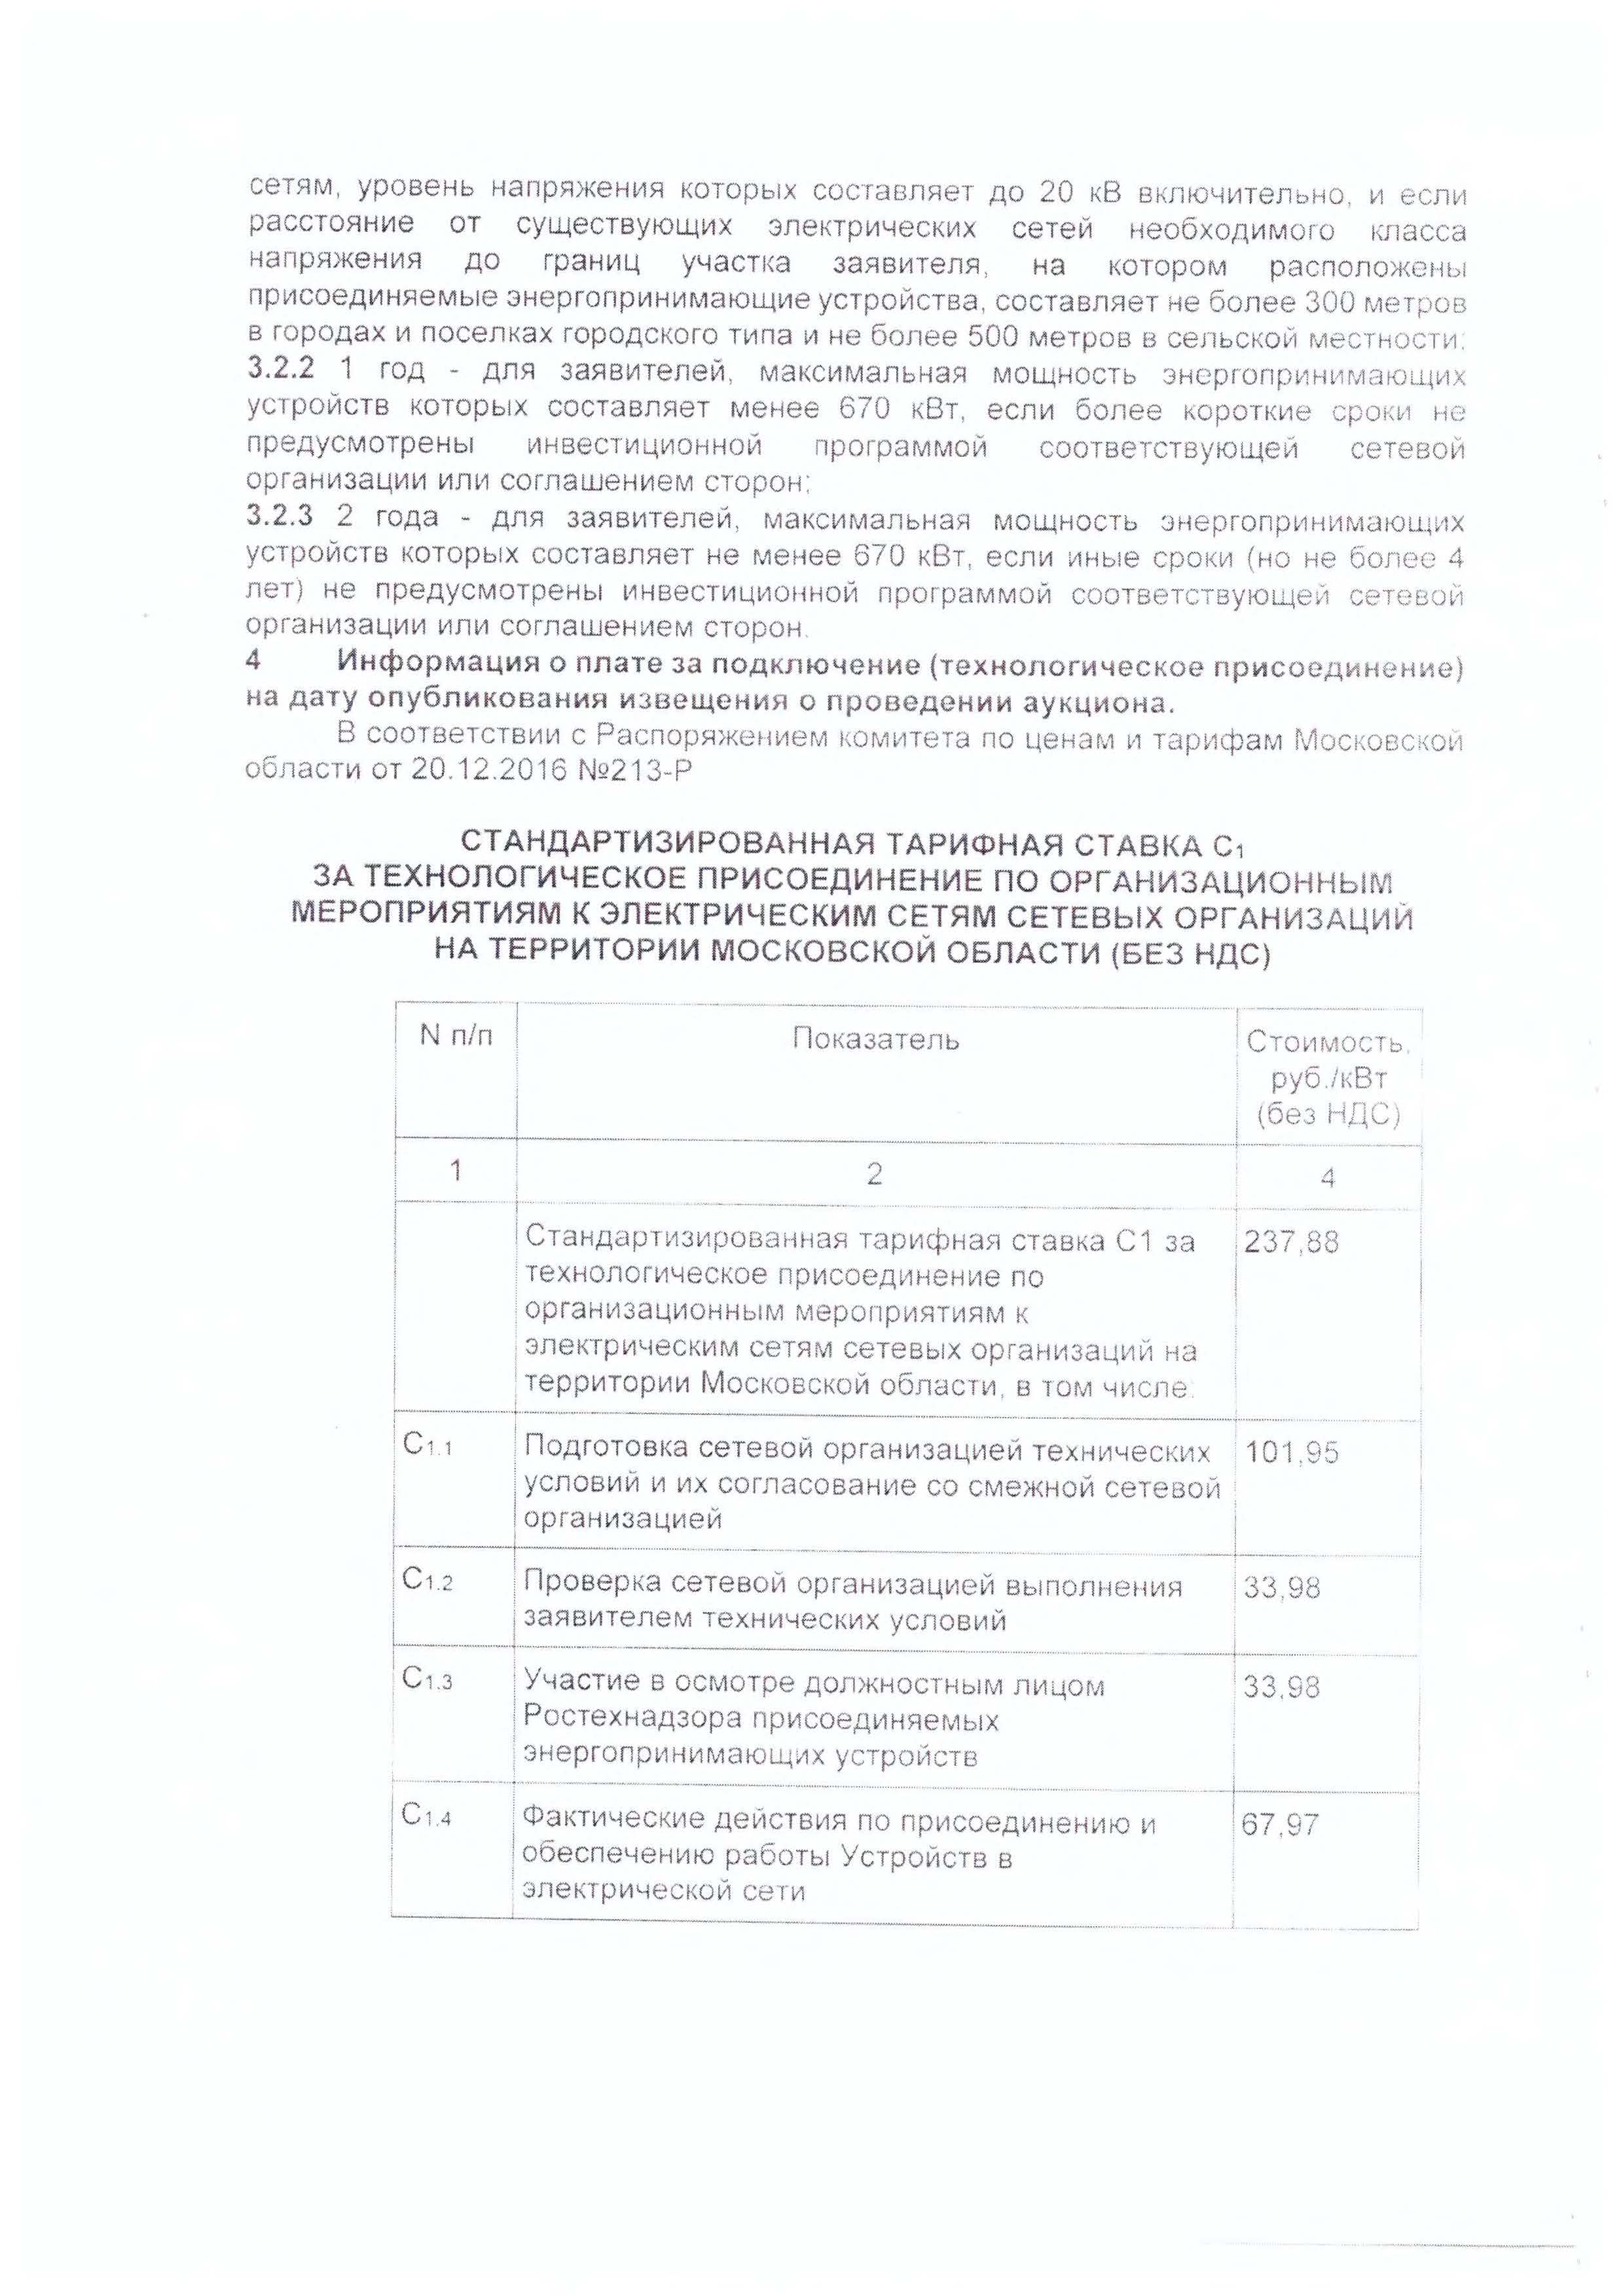 сетям, уровень напряжения которых составляет до 20 кВ включительно, и если
расстояние от существующих электрических сетей необходимого класса
напряжения до границ участка заявителя, на котором расположены
присоединяемые энергопринимающие устройства, составляет не более 300 метров
в городах и поселках городского типа и не более 500 метров в сельской местности;
3.2.2 1 год - для заявителей, максимальная мощность энергопринимающих
устройств которых составляет менее 670 кВт, если более короткие сроки не
предусмотрены инвестиционной программой соответствующей сетевой
организации или соглашением сторон;
3.2.3 2 года - для заявителей, максимальная мощность энергопринимающих
устройств которых составляет не менее 670 кВт, если иные сроки (но не более 4
лет) не предусмотрены инвестиционной программой соответствующей сетевой
организации или соглашением сторон.
4 Информация о плате за подключение (технологическое присоединение)
на дату опубликования извещения о проведении аукциона.
В соответствии с Распоряжением комитета по ценам и тарифам Московской
области от 20.12.2016 №213-Р
СТАНДАРТИЗИРОВАННАЯ ТАРИФНАЯ СТАВКА С1
ЗА ТЕХНОЛОГИЧЕСКОЕ ПРИСОЕДИНЕНИЕ ПО ОРГАНИЗАЦИОННЫМ
МЕРОПРИЯТИЯМ К ЭЛЕКТРИЧЕСКИМ СЕТЯМ СЕТЕВЫХ ОРГАНИЗАЦИЙ
НА ТЕРРИТОРИИ МОСКОВСКОЙ ОБЛАСТИ (БЕЗ НДС)
N п/п Показатель Стоимость,
руб./кВт
(без НДС)
1 2 4
Стандартизированная тарифная ставка С1 за 237,88
технологическое присоединение по
организационным мероприятиям к
электрическим сетям сетевых организаций на
территории Московской области, в том числе:
С1.1 Подготовка сетевой организацией технических 101,95
условий и их согласование со смежной сетевой
организацией
С1.2 Проверка сетевой организацией выполнения 33,98
заявителем технических условий
С1.3 Участие в осмотре должностным лицом 33,98
Ростехнадзора присоединяемых
энергопринимающих устройств
С1.4 Фактические действия по присоединению и 67,97
обеспечению работы Устройств в
электрической сети